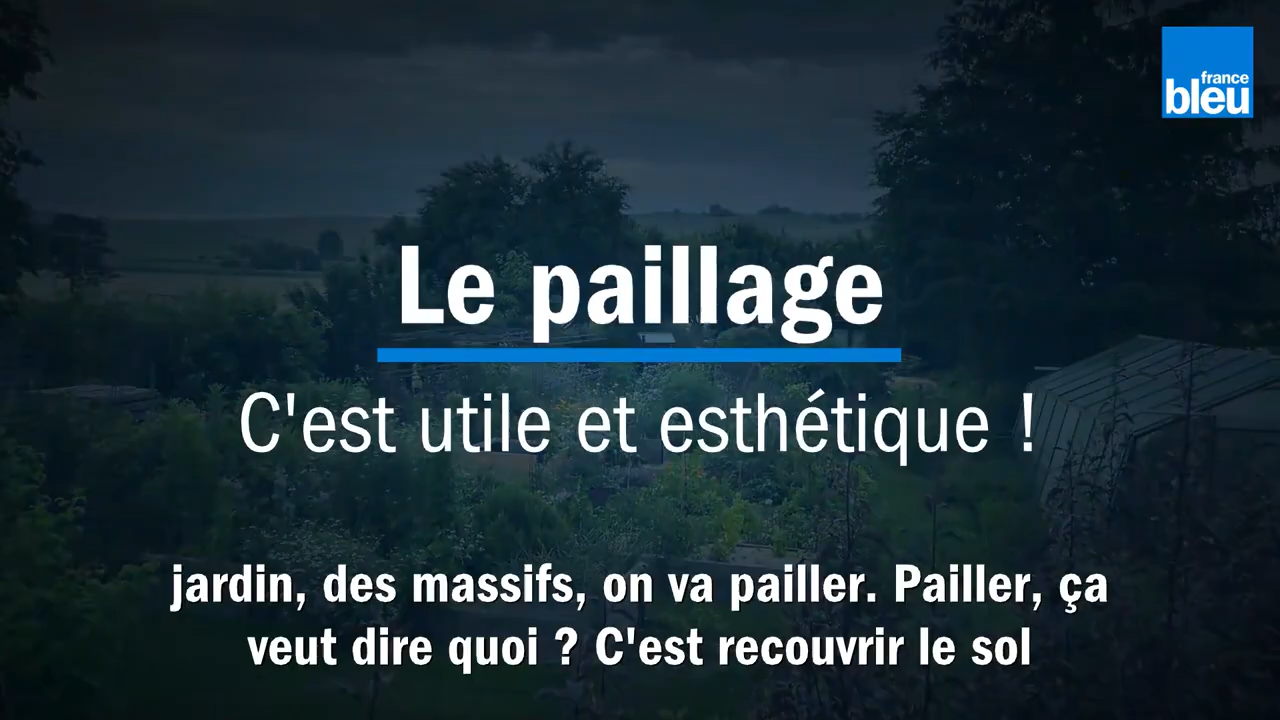 france
bleu
Le paillage
C'est utile et esthétique !
jardin, des massifs, on va pailler. Pailler, ça
veut dire quoi ? C'est recouvrir le sol